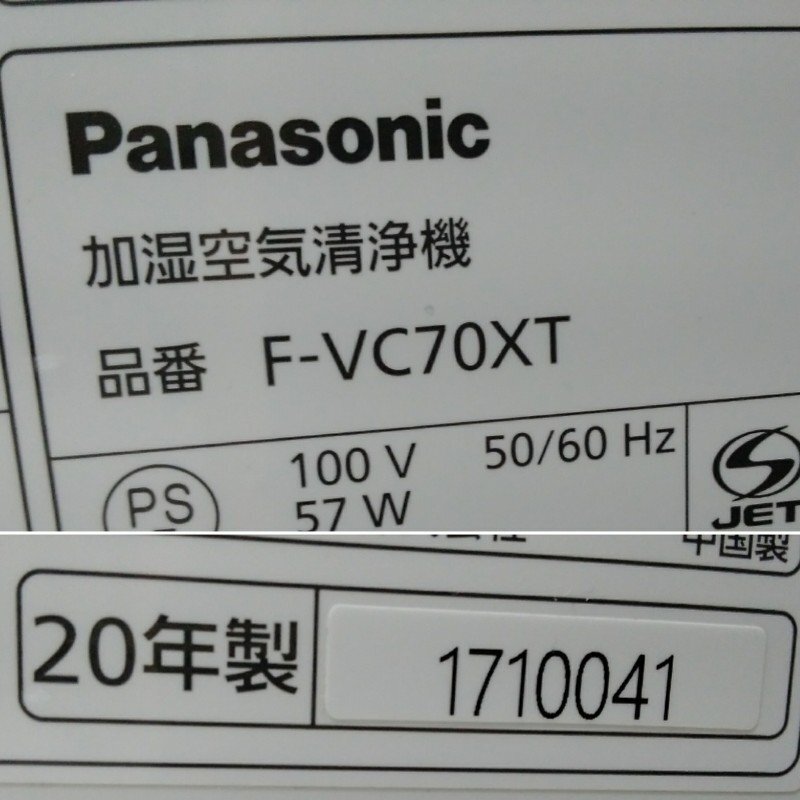 Panasonic
加湿空気清浄機
品番 F-VC70XT
PS
100 V 50/60 Hz
57 W
JET
中国製
20年製 1710041